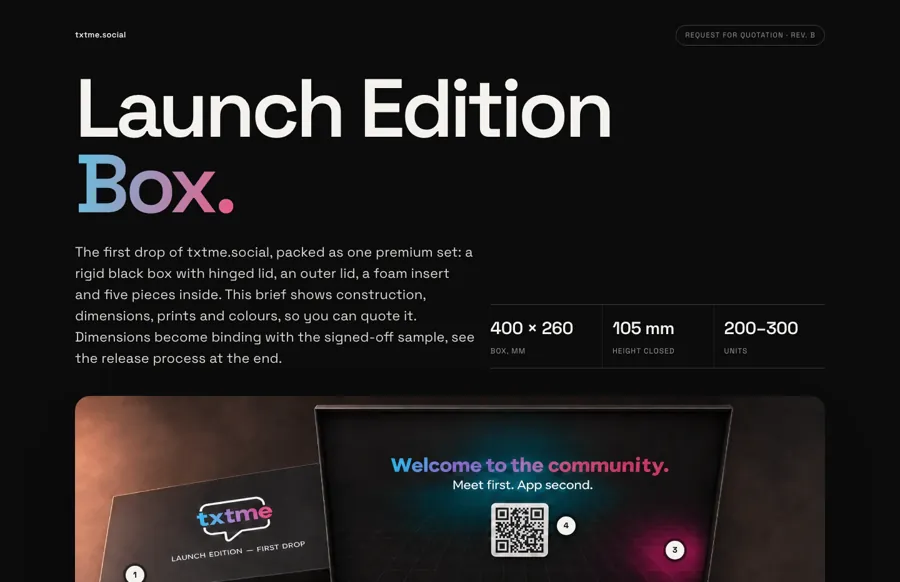 txtme.social
REQUEST FOR QUOTATION · REV. B
Launch Edition
Box.
The first drop of txtme.social, packed as one premium set: a
rigid black box with hinged lid, an outer lid, a foam insert
and five pieces inside. This brief shows construction,
dimensions, prints and colours, so you can quote it.
Dimensions become binding with the signed-off sample, see
the release process at the end.
400 × 260
BOX, MM
105 mm
HEIGHT CLOSED
200–300
UNITS
Welcome to the community.
Meet first. App second.
4
3
txtme
LAUNCH EDITION — FIRST DROP
1